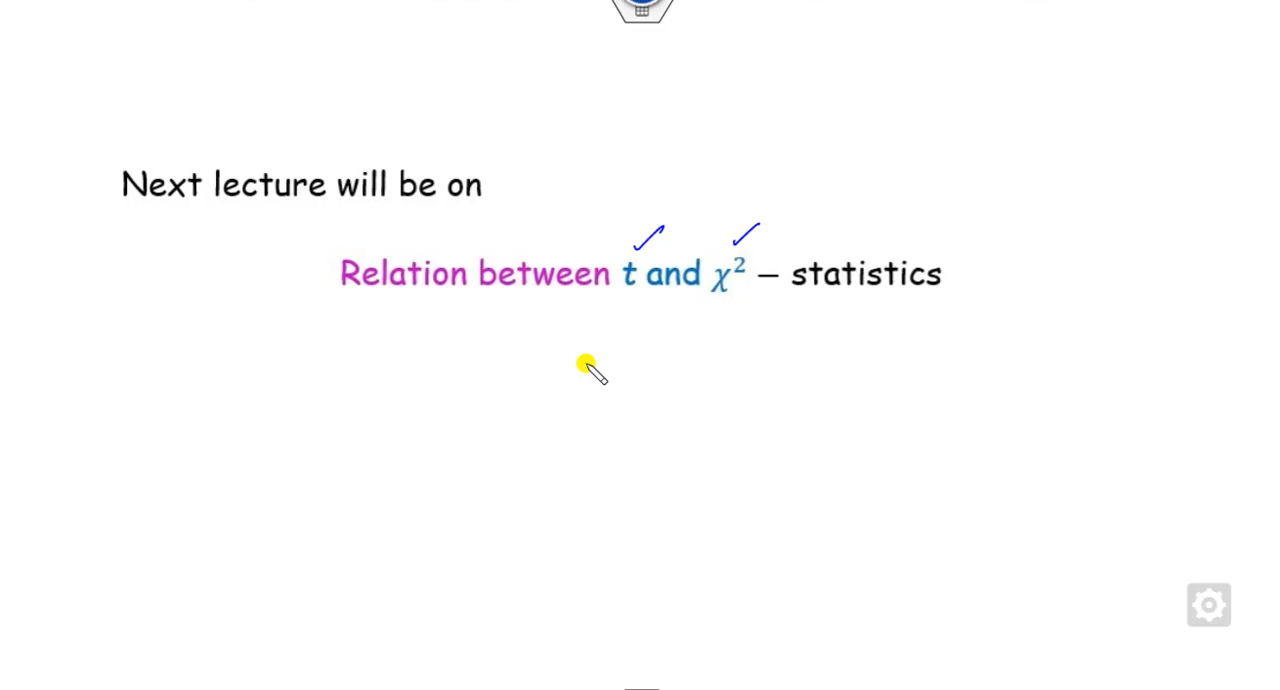 Next lecture will be on
Relation between t and χ² – statistics